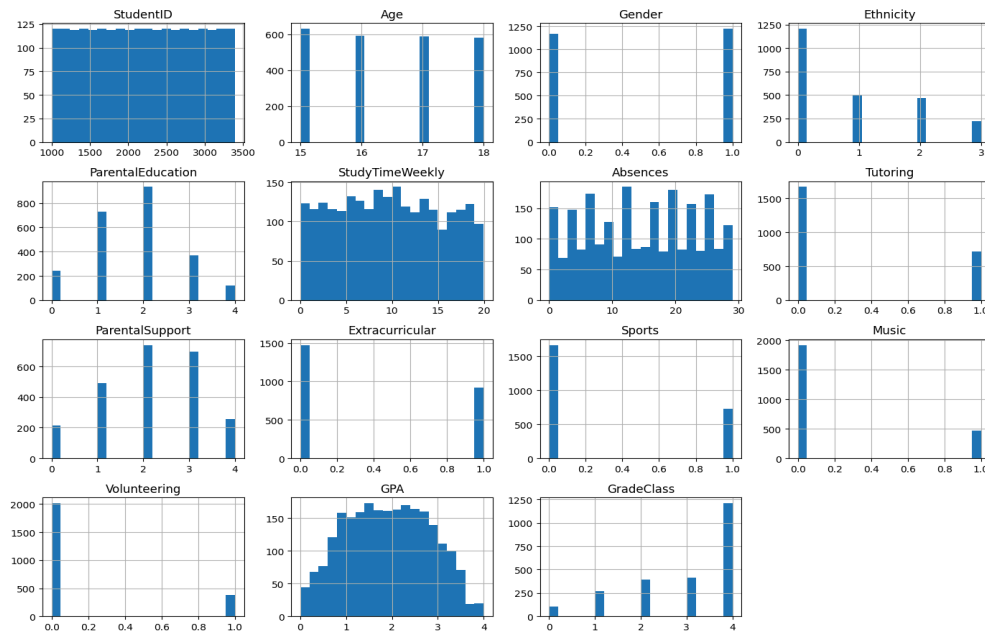 StudentID
125
100
75
50
25
0
1000 1500 2000 2500 3000 3500
Age
600
400
200
0
15 16 17 18
Gender
1250
1000
750
500
250
0
0.0 0.2 0.4 0.6 0.8 1.0
Ethnicity
1250
1000
750
500
250
0
0 1 2 3
ParentalEducation
800
600
400
200
0
0 1 2 3 4
StudyTimeWeekly
150
100
50
0
0 5 10 15 20
Absences
150
100
50
0
0 10 20 30
Tutoring
1500
1000
500
0
0.0 0.2 0.4 0.6 0.8 1.0
ParentalSupport
600
400
200
0
0 1 2 3 4
Extracurricular
1500
1000
500
0
0.0 0.2 0.4 0.6 0.8 1.0
Sports
1500
1000
500
0
0.0 0.2 0.4 0.6 0.8 1.0
Music
2000
1500
1000
500
0
0.0 0.2 0.4 0.6 0.8 1.0
Volunteering
2000
1500
1000
500
0
0.0 0.2 0.4 0.6 0.8 1.0
GPA
150
100
50
0
0 1 2 3 4
GradeClass
1250
1000
750
500
250
0
0 1 2 3 4